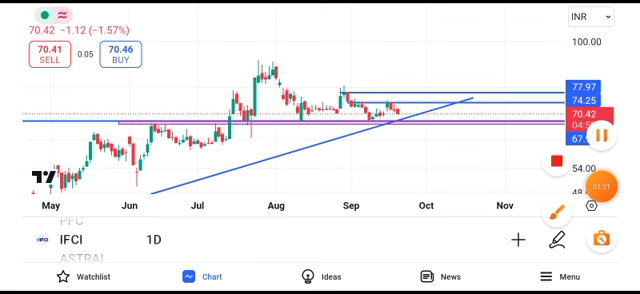 INR
70.42 −1.12 (−1.57%)
100.00
70.41 SELL
0.05
70.46 BUY
77.97
74.25
70.42
54.00
May Jun Jul Aug Sep Oct Nov
01:21
PFC
IFCI 1D
ASTRAL
Watchlist Chart Ideas News Menu